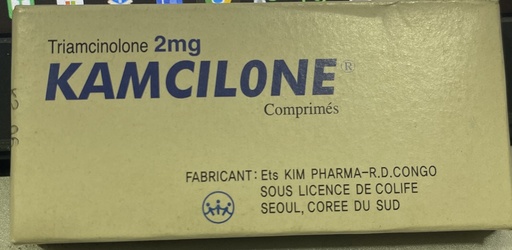 Triamcinolone 2mg
KAMCILONE®
Comprimés
FABRICANT: Ets KIM PHARMA-R.D.CONGO
SOUS LICENCE DE COLIFE
SEOUL, COREE DU SUD